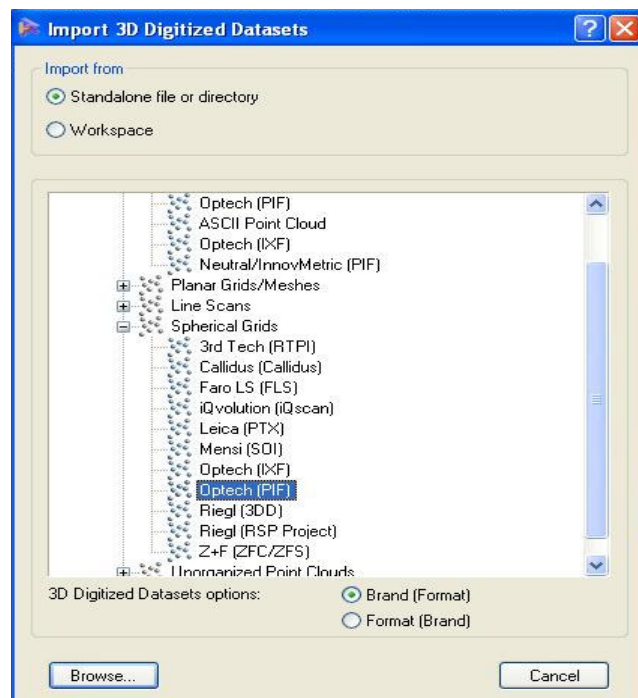 Import 3D Digitized Datasets
Import from
Standalone file or directory
Workspace
Optech (PIF)
ASCII Point Cloud
Optech (IXF)
Neutral/InnovMetric (PIF)
Planar Grids/Meshes
Line Scans
Spherical Grids
3rd Tech (RTPI)
Callidus (Callidus)
Faro LS (FLS)
iQvolution (iQscan)
Leica (PTX)
Mensi (SOI)
Optech (IXF)
Optech (PIF)
Riegl (3DD)
Riegl (RSP Project)
Z+F (ZFC/ZFS)
Unorganized Point Clouds
3D Digitized Datasets options: Brand (Format)
Format (Brand)
Browse... Cancel